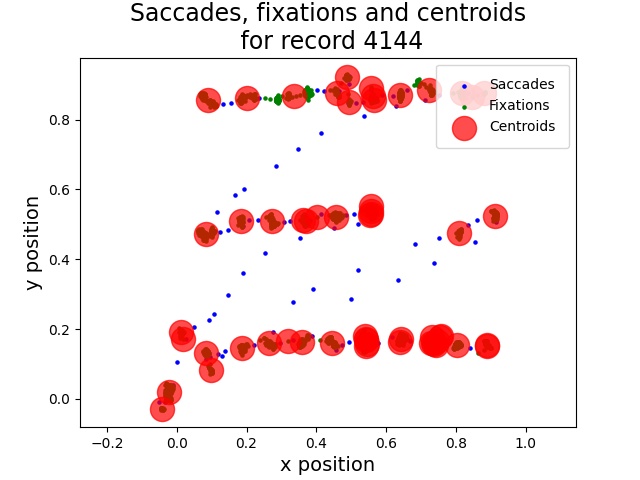 Saccades, fixations and centroids
for record 4144
Saccades
Fixations
Centroids
0.8
0.6
0.4
0.2
0.0
y position
−0.2
0.0
0.2
0.4
0.6
0.8
1.0
x position